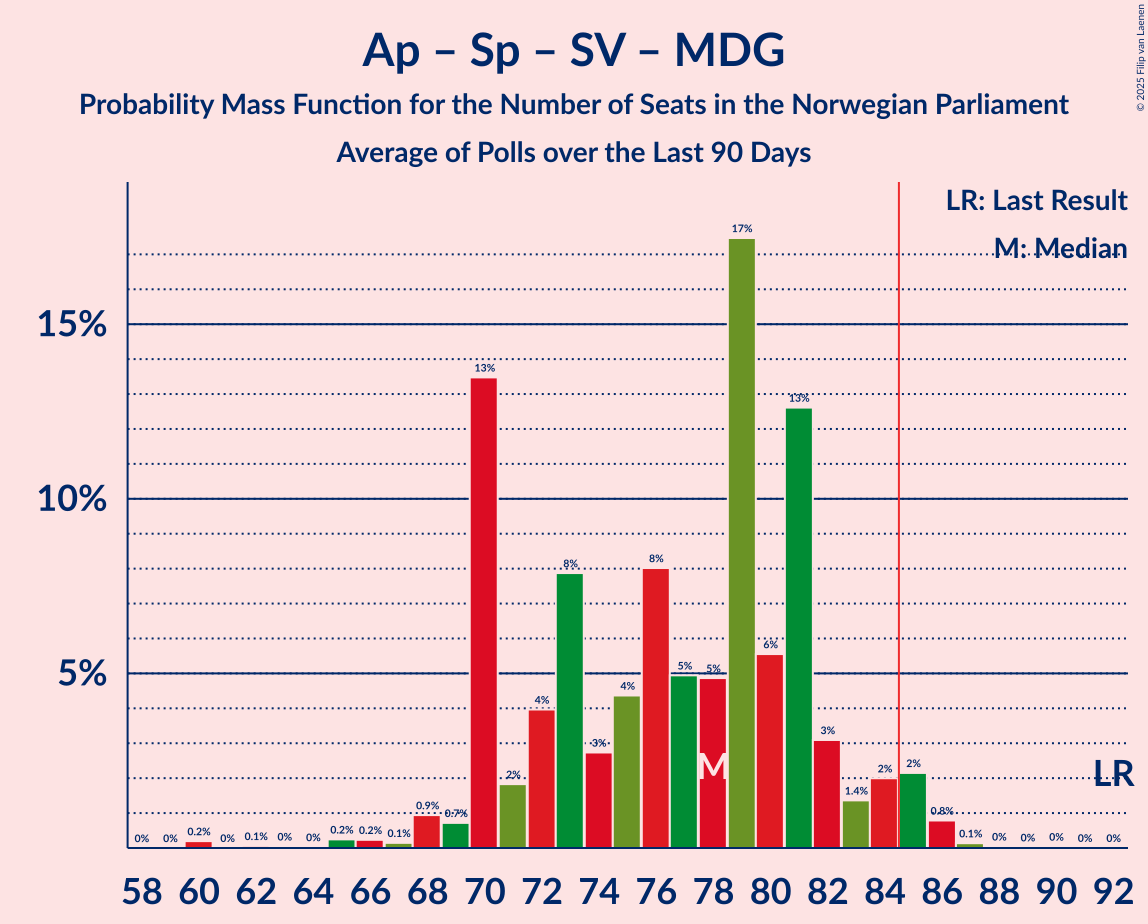 Ap – Sp – SV – MDG
Probability Mass Function for the Number of Seats in the Norwegian Parliament
Average of Polls over the Last 90 Days
© 2025 Filip van Laenen
LR: Last Result
M: Median
15%
10%
5%
0% 0% 0.2% 0% 0.1% 0% 0% 0.2% 0.2% 0.1% 0.9% 0.7% 13% 2% 4% 8% 3% 4% 8% 5% 5% 17% 6% 13% 3% 1.4% 2% 2% 0.8% 0.1% 0% 0% 0% 0% 0%
M
LR
58 60 62 64 66 68 70 72 74 76 78 80 82 84 86 88 90 92